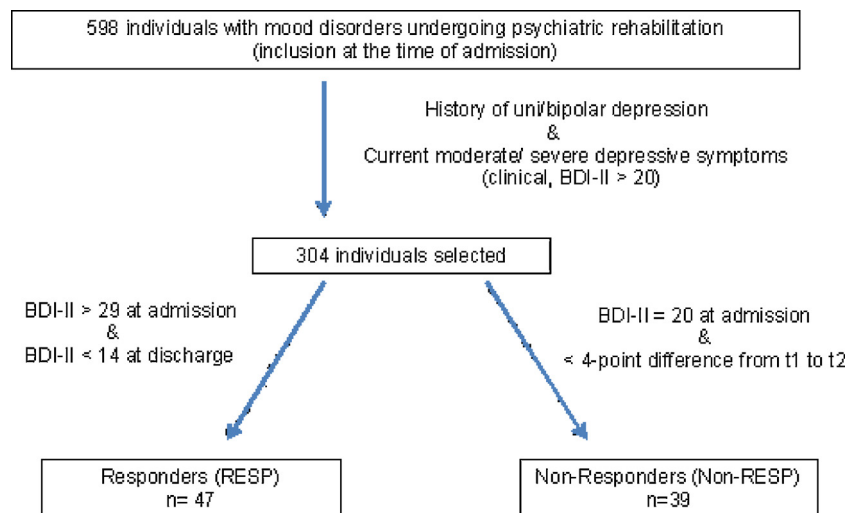 598 individuals with mood disorders undergoing psychiatric rehabilitation
(inclusion at the time of admission)
History of uni/bipolar depression
&
Current moderate/ severe depressive symptoms
(clinical, BDI-II > 20)
304 individuals selected
BDI-II > 29 at admission
&
BDI-II < 14 at discharge
BDI-II = 20 at admission
&
< 4-point difference from t1 to t2
Responders (RESP)
n= 47
Non-Responders (Non-RESP)
n=39